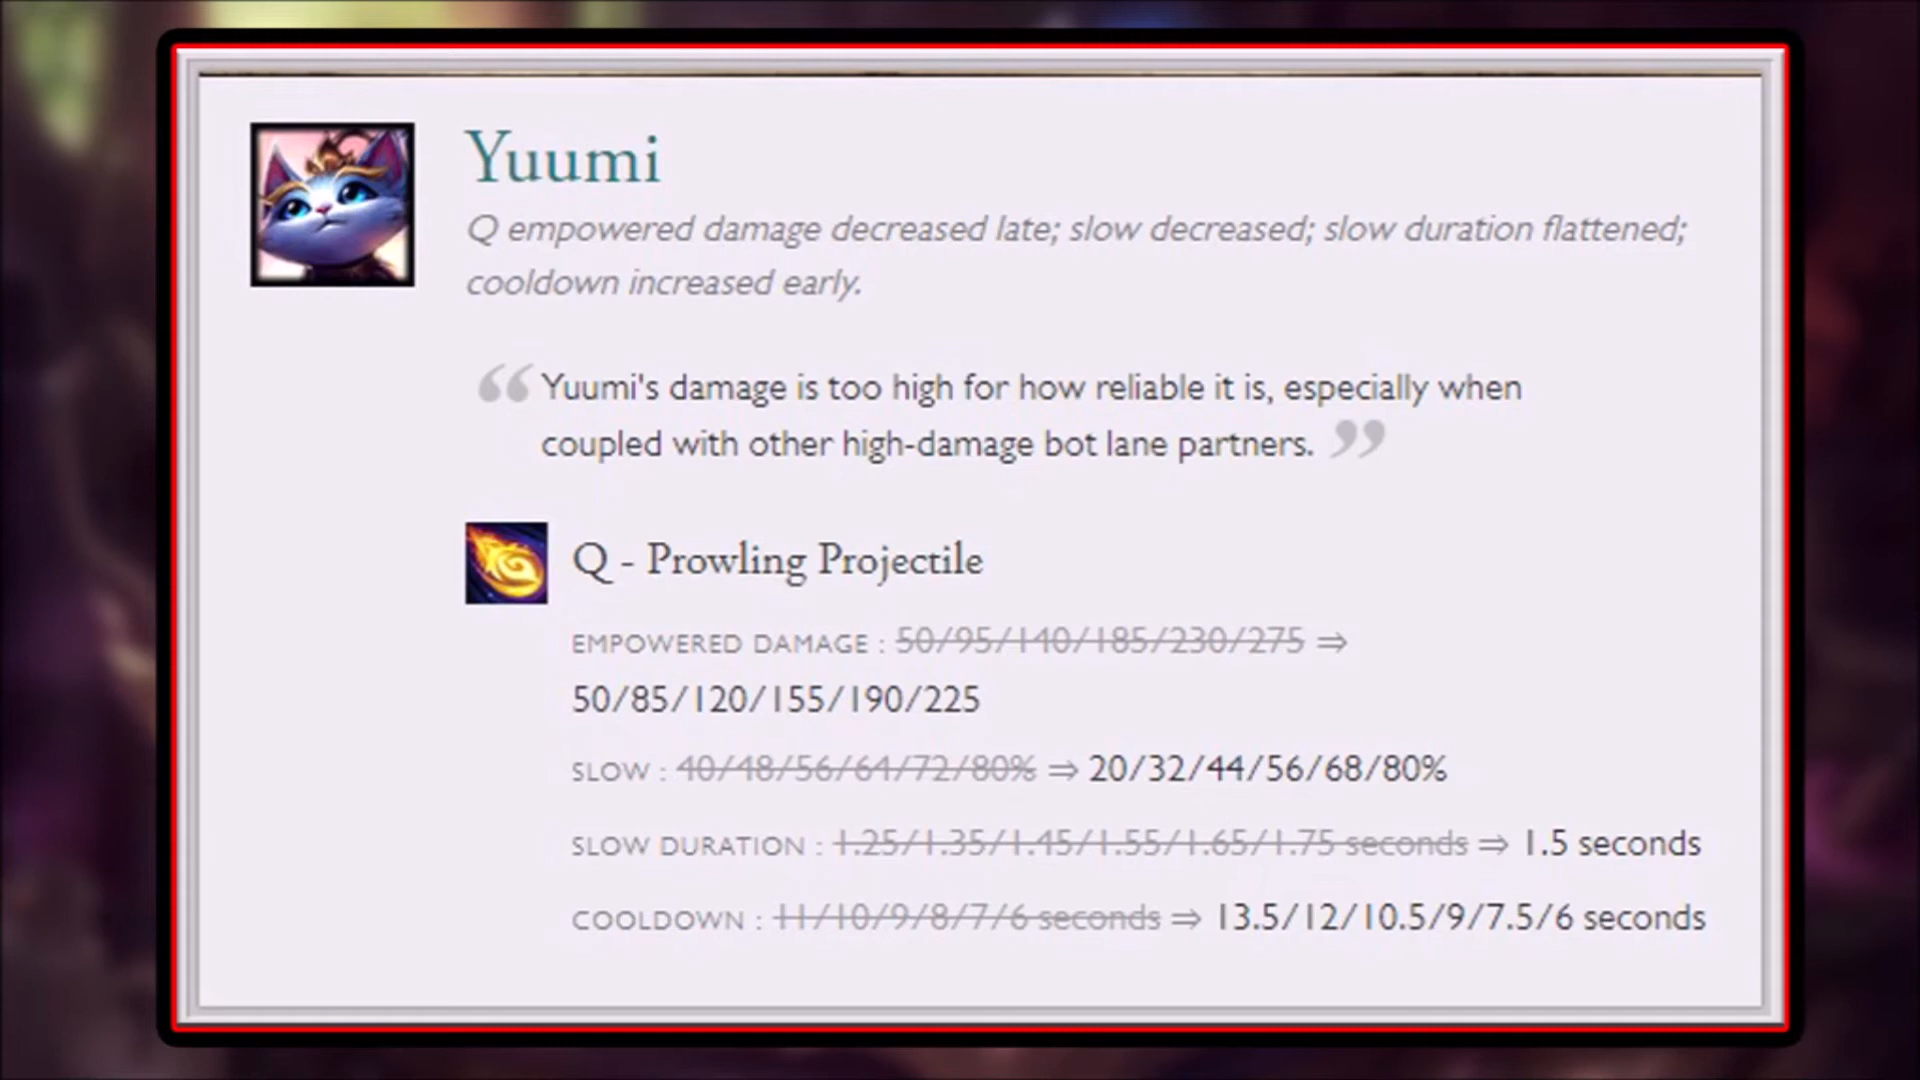 Yuumi
Q empowered damage decreased late; slow decreased; slow duration flattened;
cooldown increased early.
“ Yuumi's damage is too high for how reliable it is, especially when
coupled with other high-damage bot lane partners. ”
Q - Prowling Projectile
EMPOWERED DAMAGE : 50/95/140/185/230/275 ⇒
50/85/120/155/190/225
SLOW : 40/48/56/64/72/80% ⇒ 20/32/44/56/68/80%
SLOW DURATION : 1.25/1.35/1.45/1.55/1.65/1.75 seconds ⇒ 1.5 seconds
COOLDOWN : 11/10/9/8/7/6 seconds ⇒ 13.5/12/10.5/9/7.5/6 seconds